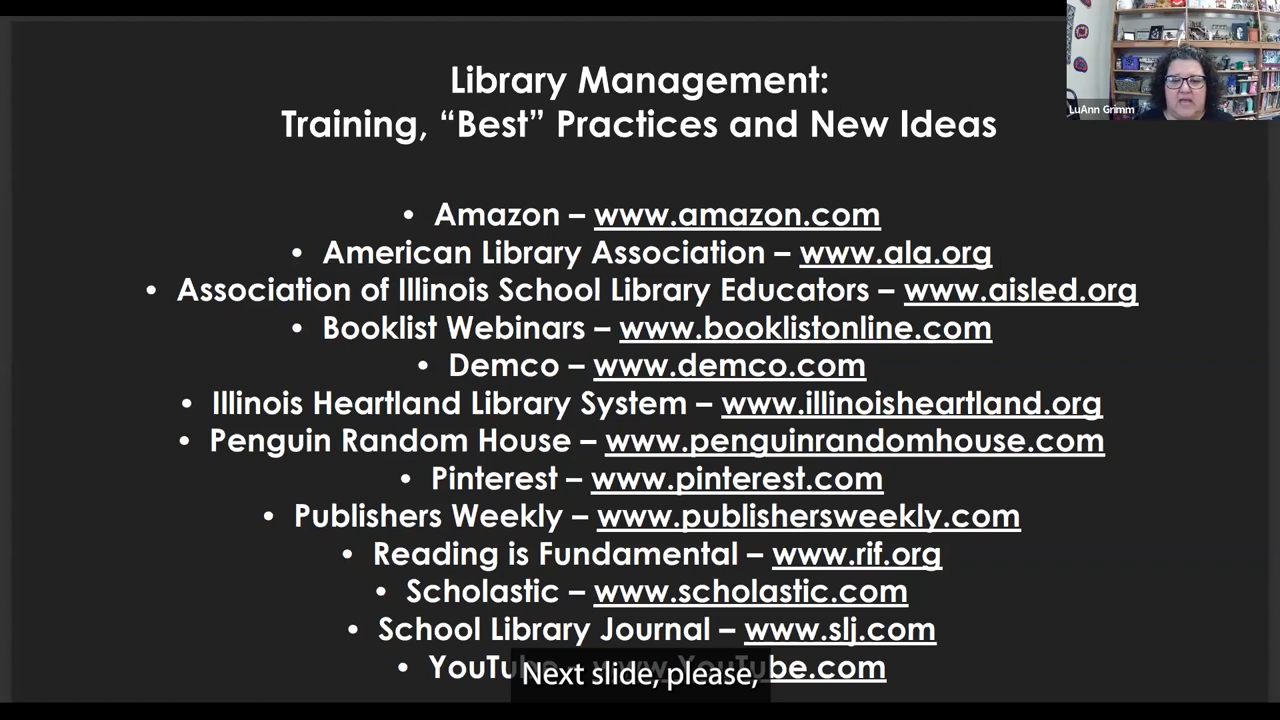 LuAnn Grimm
Library Management:
Training, “Best” Practices and New Ideas
• Amazon – www.amazon.com
• American Library Association – www.ala.org
• Association of Illinois School Library Educators – www.aisled.org
• Booklist Webinars – www.booklistonline.com
• Demco – www.demco.com
• Illinois Heartland Library System – www.illinoisheartland.org
• Penguin Random House – www.penguinrandomhouse.com
• Pinterest – www.pinterest.com
• Publishers Weekly – www.publishersweekly.com
• Reading is Fundamental – www.rif.org
• Scholastic – www.scholastic.com
• School Library Journal – www.slj.com
• YouTube – www.YouTube.com
Next slide, please,